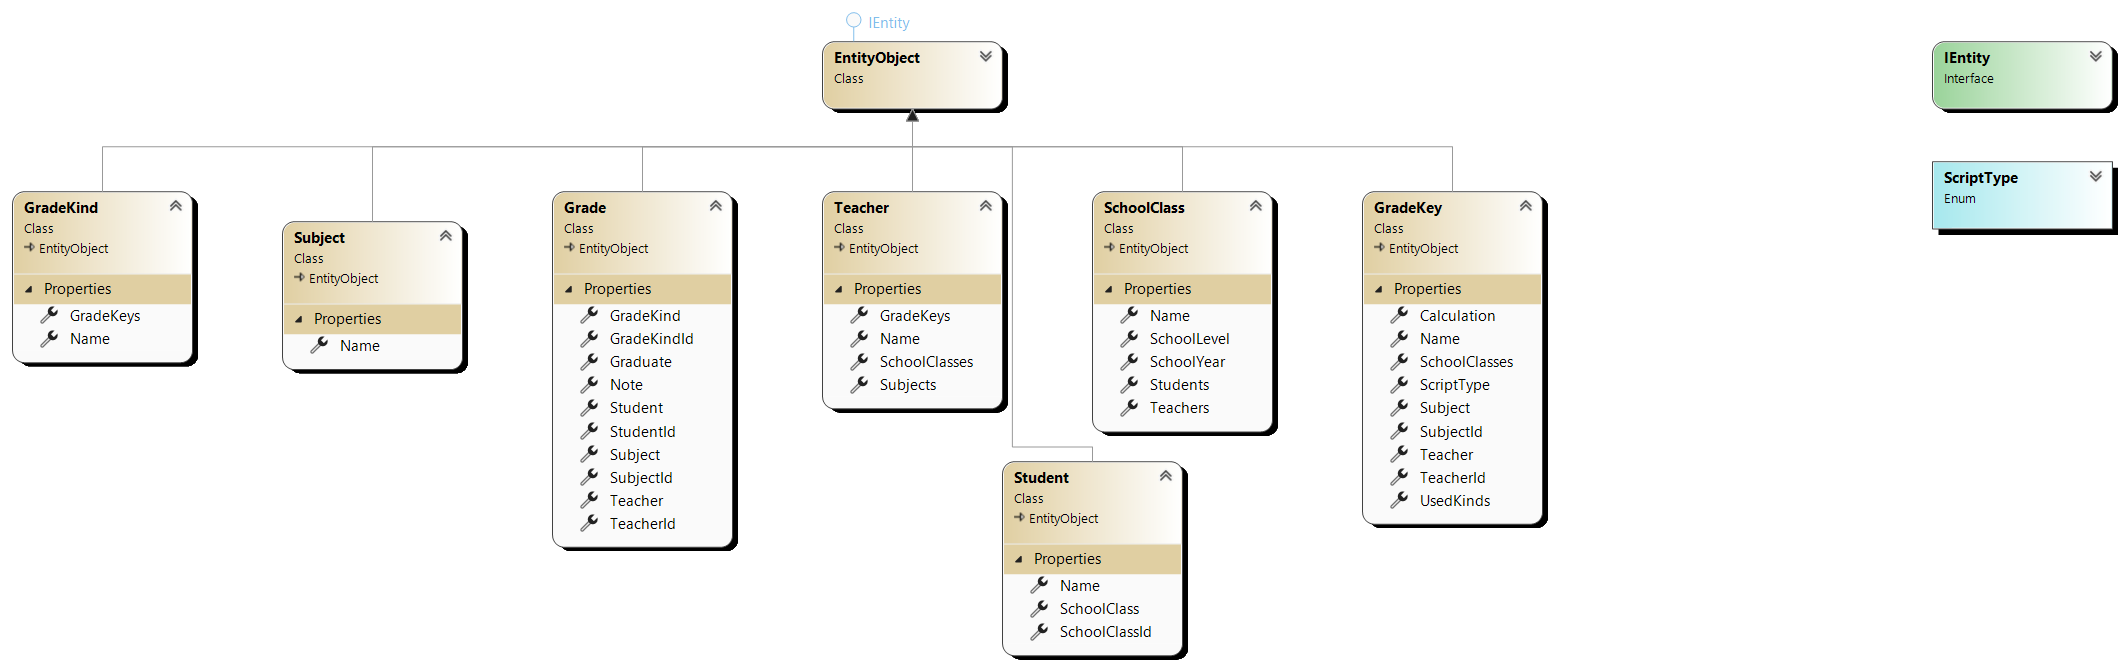 IEntity
EntityObject
Class
IEntity
Interface
ScriptType
Enum
GradeKind
Class
EntityObject
Properties
GradeKeys
Name
Subject
Class
EntityObject
Properties
Name
Grade
Class
EntityObject
Properties
GradeKind
GradeKindId
Graduate
Note
Student
StudentId
Subject
SubjectId
Teacher
TeacherId
Teacher
Class
EntityObject
Properties
GradeKeys
Name
SchoolClasses
Subjects
SchoolClass
Class
EntityObject
Properties
Name
SchoolLevel
SchoolYear
Students
Teachers
GradeKey
Class
EntityObject
Properties
Calculation
Name
SchoolClasses
ScriptType
Subject
SubjectId
Teacher
TeacherId
UsedKinds
Student
Class
EntityObject
Properties
Name
SchoolClass
SchoolClassId